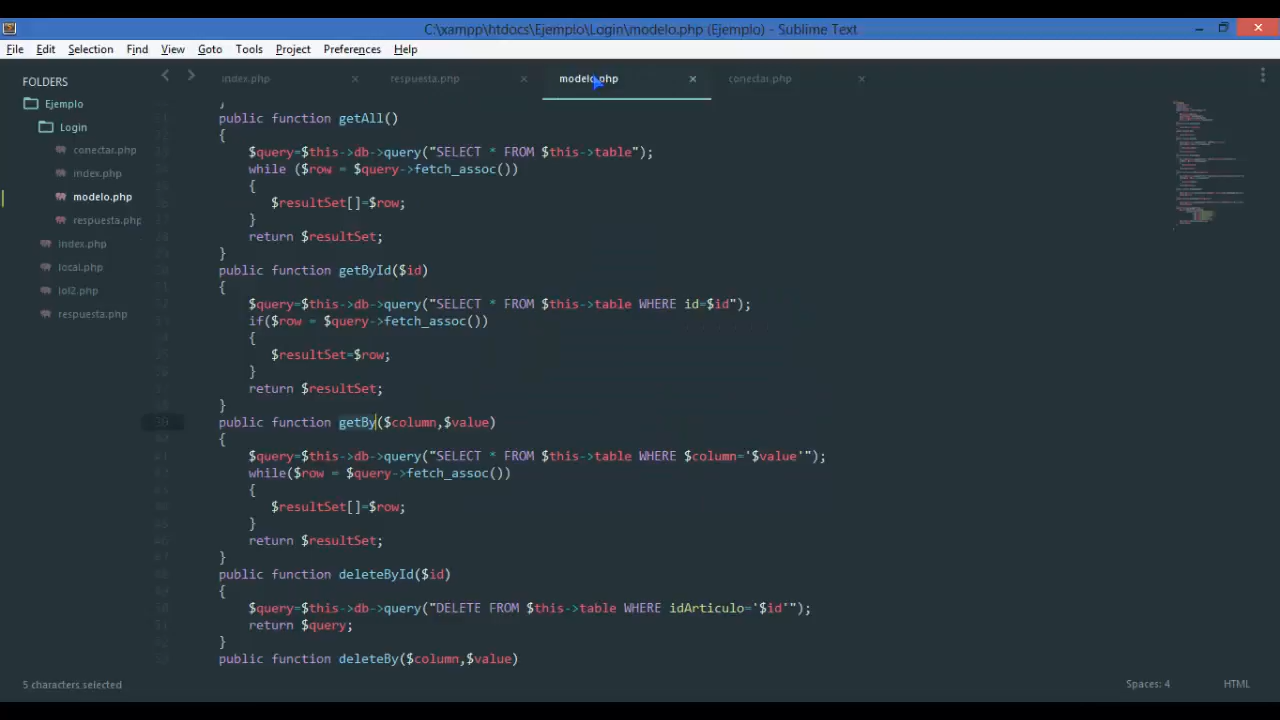 C:\xampp\htdocs\Ejemplo\Login\modelo.php (Ejemplo) - Sublime Text
File Edit Selection Find View Goto Tools Project Preferences Help
FOLDERS
Ejemplo
Login
conectar.php
index.php
modelo.php
respuesta.php
index.php
local.php
lol2.php
respuesta.php
index.php × respuesta.php × modelo.php × conectar.php ×
}
public function getAll()
{
$query=$this->db->query("SELECT * FROM $this->table");
while ($row = $query->fetch_assoc())
{
$resultSet[]=$row;
}
return $resultSet;
}
public function getById($id)
{
$query=$this->db->query("SELECT * FROM $this->table WHERE id=$id");
if($row = $query->fetch_assoc())
{
$resultSet=$row;
}
return $resultSet;
}
public function getBy($column,$value)
{
$query=$this->db->query("SELECT * FROM $this->table WHERE $column='$value'");
while($row = $query->fetch_assoc())
{
$resultSet[]=$row;
}
return $resultSet;
}
public function deleteById($id)
{
$query=$this->db->query("DELETE FROM $this->table WHERE idArticulo='$id'");
return $query;
}
public function deleteBy($column,$value)
5 characters selected
Spaces: 4
HTML